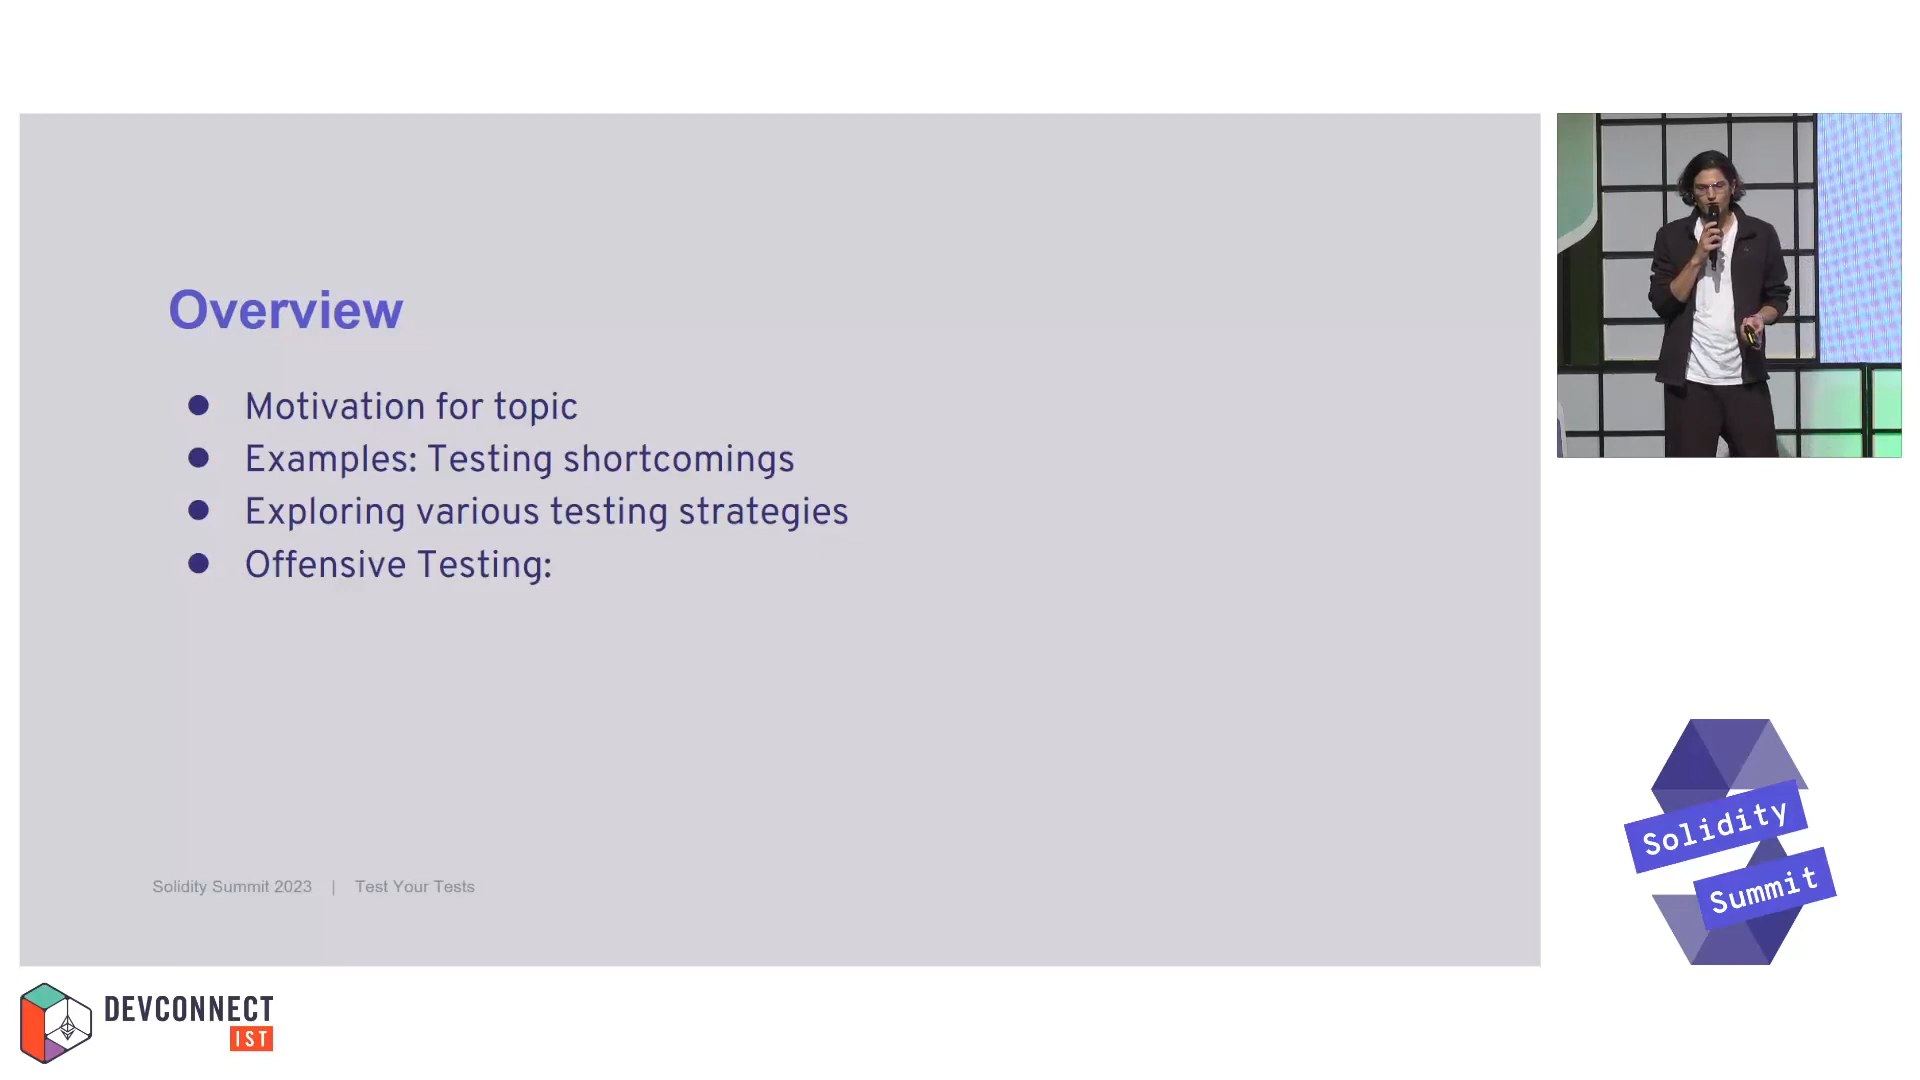 Overview
● Motivation for topic
● Examples: Testing shortcomings
● Exploring various testing strategies
● Offensive Testing:
Solidity Summit 2023 | Test Your Tests
Solidity
Summit
DEVCONNECT
IST